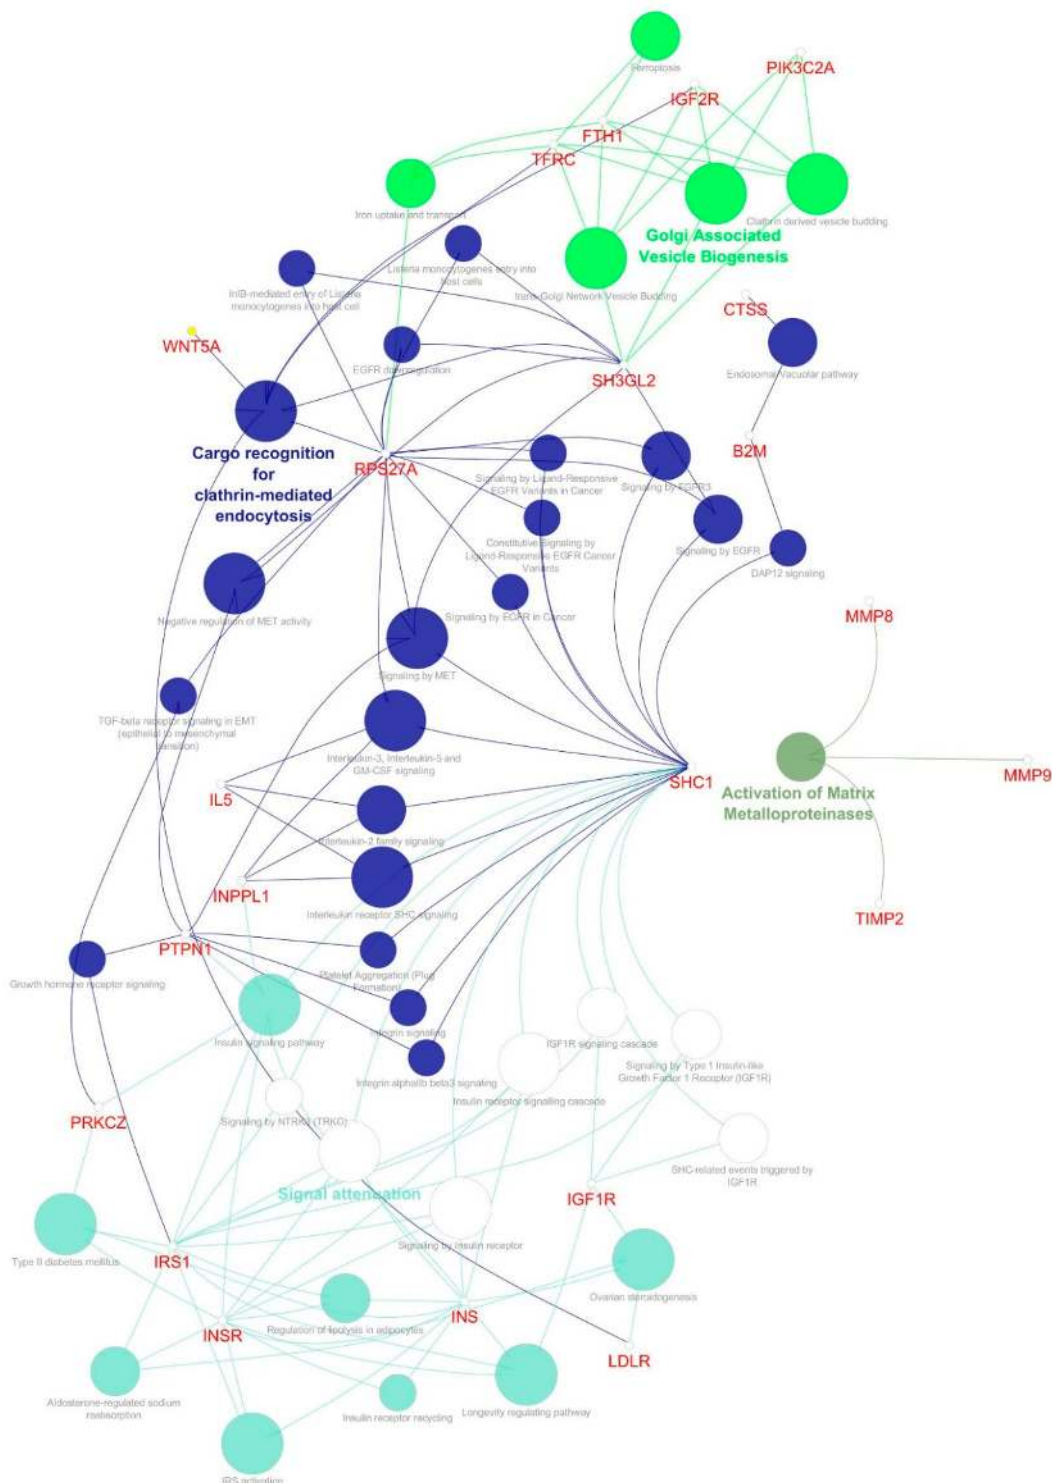 Ferroptosis
PIK3C2A
IGF2R
FTH1
TFRC
Iron uptake and transport
Clathrin derived vesicle budding
Golgi Associated
Vesicle Biogenesis
trans-Golgi Network Vesicle Budding
Listeria monocytogenes entry into
host cells
InlB-mediated entry of Listeria
monocytogenes into host cell
CTSS
WNT5A
EGFR downregulation
SH3GL2
Endosomal/Vacuolar pathway
Cargo recognition
for
clathrin-mediated
endocytosis
RPS27A
B2M
Signaling by Ligand-Responsive
EGFR Variants in Cancer
Signaling by EGFR3
Constitutive Signaling by
Ligand-Responsive EGFR Cancer
Variants
Signaling by EGFR
DAP12 signaling
Negative regulation of MET activity
Signaling by EGFR in Cancer
MMP8
Signaling by MET
TGF-beta receptor signaling in EMT
(epithelial to mesenchymal
transition)
Interleukin-3, Interleukin-5 and
GM-CSF signaling
SHC1
MMP9
IL5
Activation of Matrix
Metalloproteinases
Interleukin-2 family signaling
INPPL1
Interleukin receptor SHC signaling
TIMP2
PTPN1
Platelet Aggregation (Plug
Formation)
Growth hormone receptor signaling
Integrin signaling
Insulin signaling pathway
IGF1R signaling cascade
Integrin alphaIIb beta3 signaling
Signaling by Type 1 Insulin-like
Growth Factor 1 Receptor (IGF1R)
Insulin receptor signalling cascade
PRKCZ
Signaling by
SHC-related events triggered by
IGF1R
Signal attenuation
IGF1R
Signaling by Insulin receptor
Type II diabetes mellitus
IRS1
Ovarian steroidogenesis
INS
Regulation of lipolysis in adipocytes
INSR
LDLR
Aldosterone-regulated sodium
reabsorption
Insulin receptor recycling
Longevity regulating pathway
IRS activation